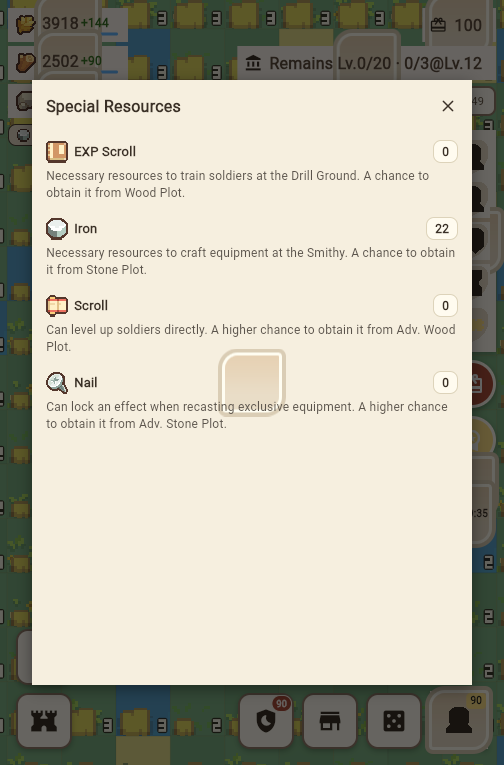 3918 +144
100
2502 +90
Remains Lv.0/20 · 0/3@Lv.12
49
Special Resources
EXP Scroll
0
Necessary resources to train soldiers at the Drill Ground. A chance to
obtain it from Wood Plot.
Iron
22
Necessary resources to craft equipment at the Smithy. A chance to obtain
it from Stone Plot.
Scroll
0
Can level up soldiers directly. A higher chance to obtain it from Adv. Wood
Plot.
Nail
0
Can lock an effect when recasting exclusive equipment. A higher chance
to obtain it from Adv. Stone Plot.
:35
90
90